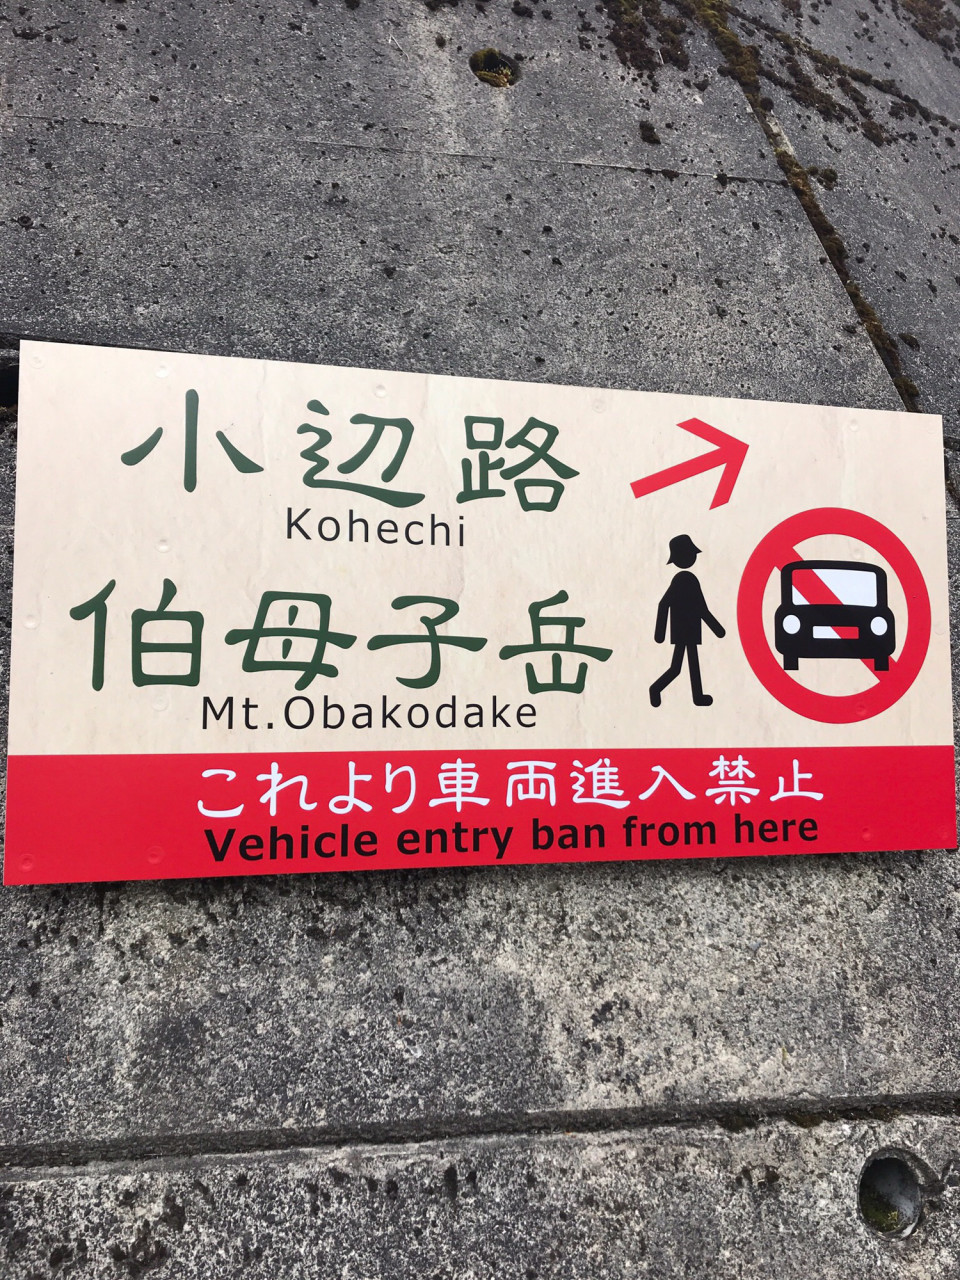 小辺路
Kohechi
伯母子岳
Mt.Obakodake
これより車両進入禁止
Vehicle entry ban from here